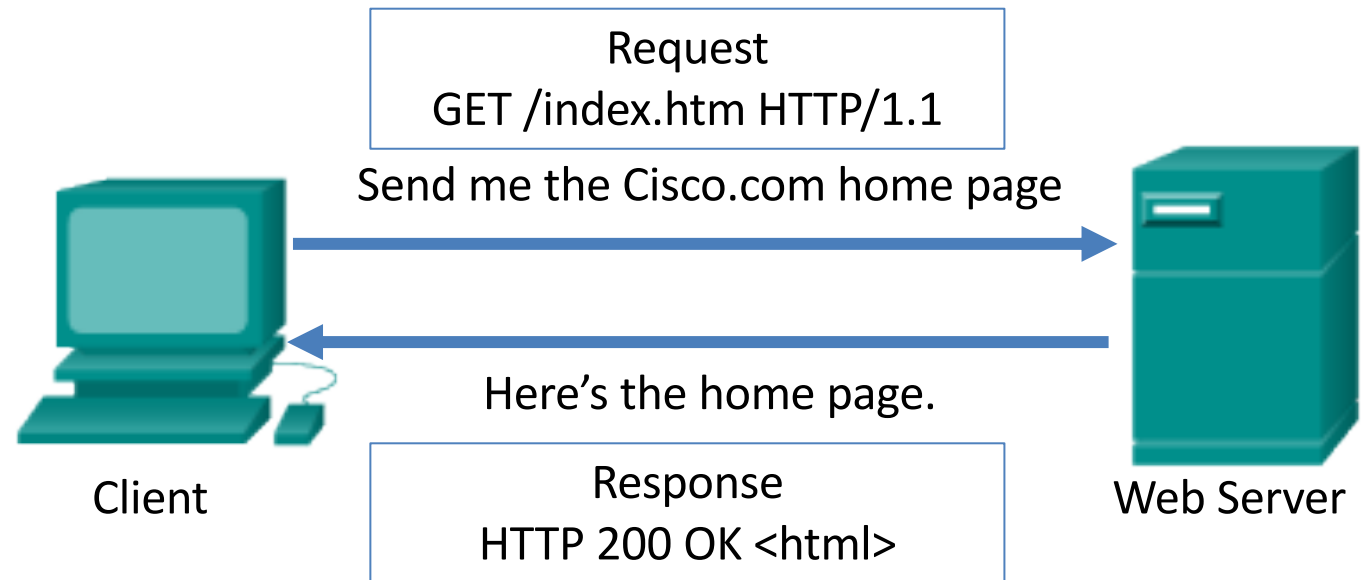 Request
GET /index.htm HTTP/1.1
Send me the Cisco.com home page
Here’s the home page.
Client
Response
HTTP 200 OK <html>
Web Server